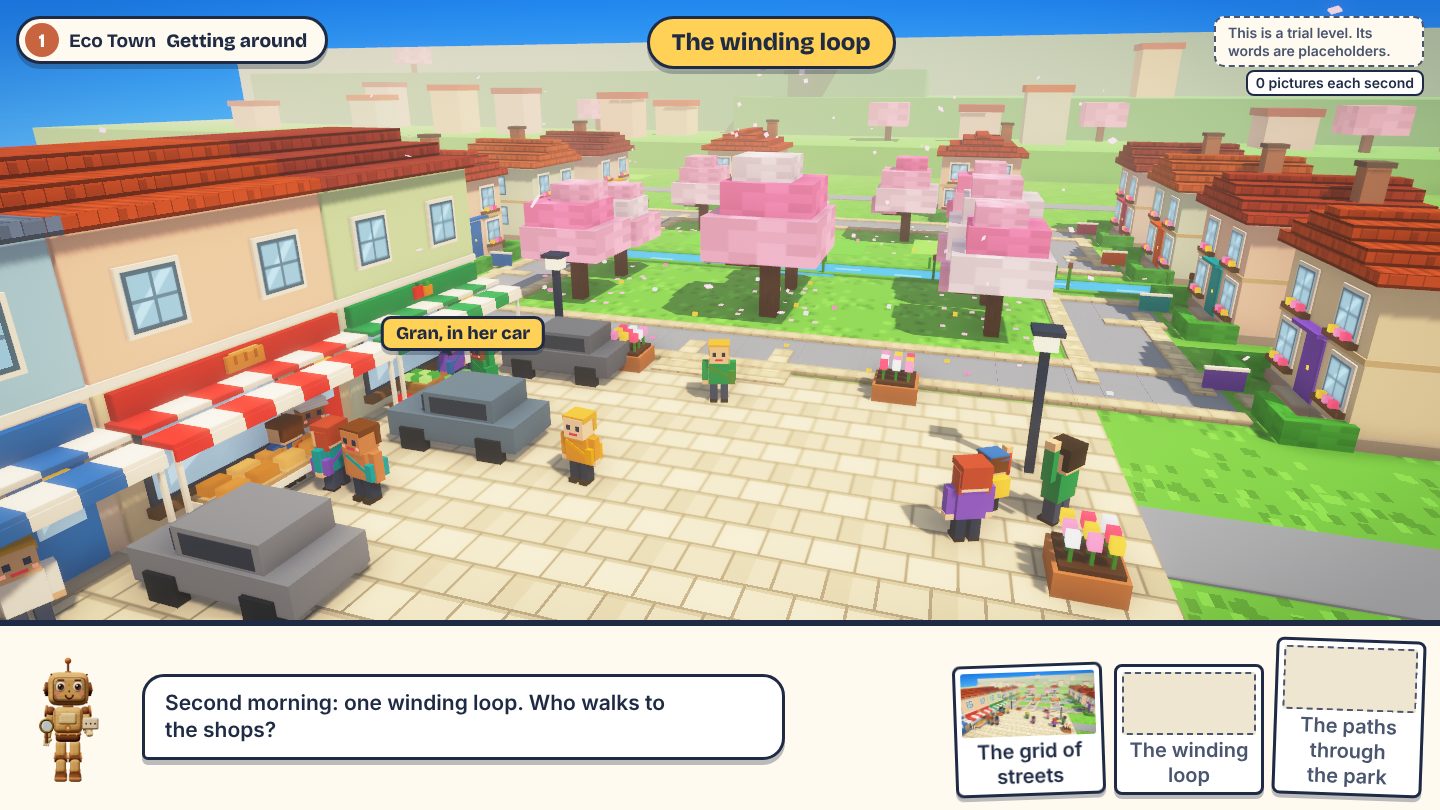 1 Eco Town Getting around
The winding loop
This is a trial level. Its
words are placeholders.
0 pictures each second
Gran, in her car
Second morning: one winding loop. Who walks to
the shops?
The grid of
streets
The winding
loop
The paths
through
the park